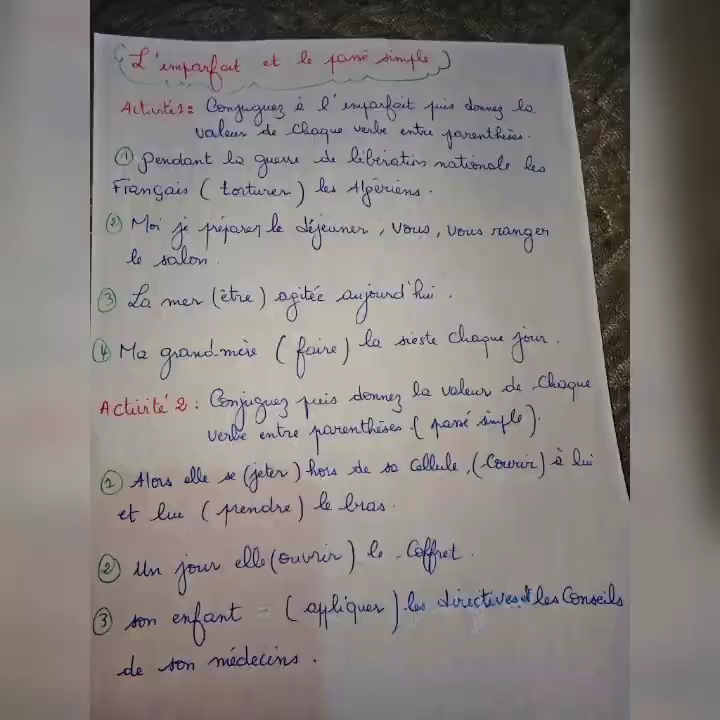 L'imparfait et le passé simple
Activité 1 : Conjuguez à l'imparfait puis donnez la
valeur de chaque verbe entre parenthèses.
① Pendant la guerre de libération nationale les
Français (torturer) les Algériens.
② Moi je préparer le déjeuner, vous, vous ranger
le salon.
③ La mer (être) agitée aujourd'hui.
④ Ma grand-mère (faire) la sieste chaque jour.
Activité 2 : Conjuguez puis donnez la valeur de chaque
verbe entre parenthèses (passé simple).
① Alors elle se (jeter) hors de sa cellule, (courir) à lui
et lui (prendre) le bras.
② Un jour elle (ouvrir) le coffret.
③ son enfant (appliquer) les directives et les conseils
de son médecins.